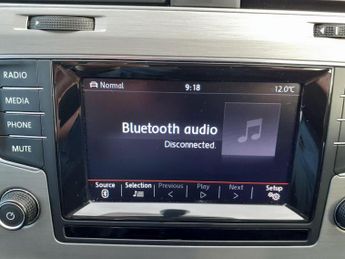 Normal 9:18 12.0°C
RADIO
MEDIA
PHONE
MUTE
Bluetooth audio
Disconnected.
Source Selection Previous Play Next Setup